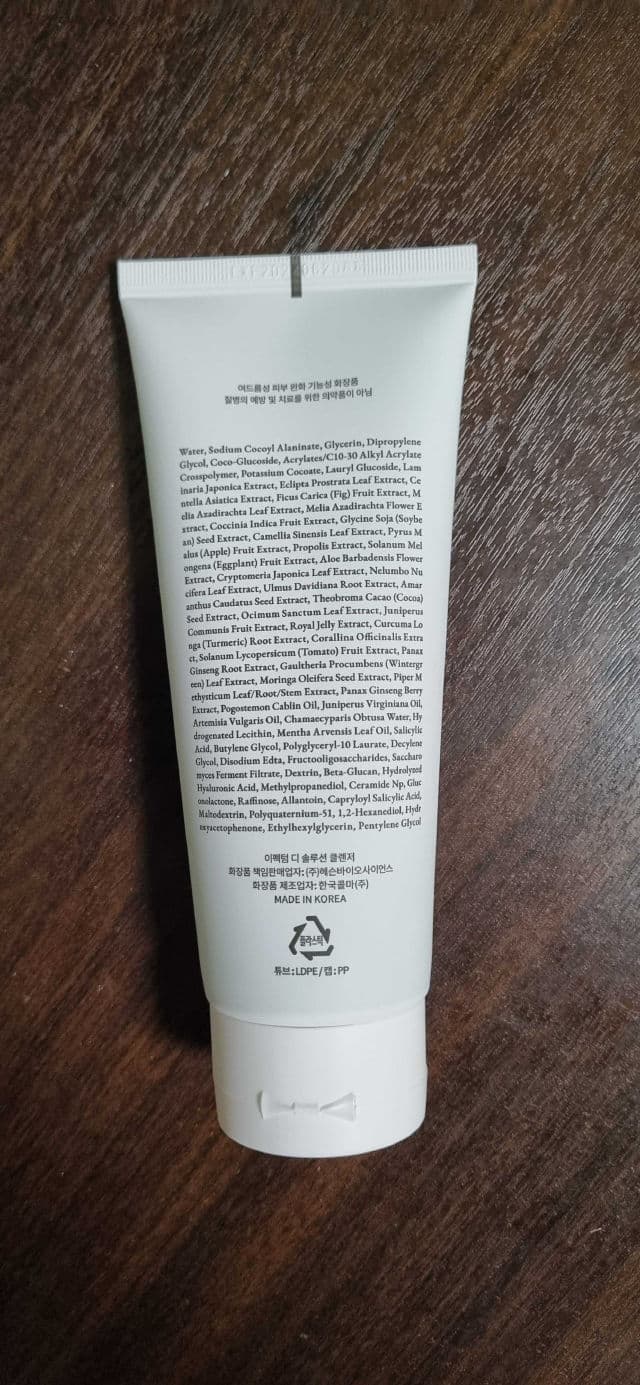 여드름성 피부 완화 기능성 화장품
질병의 예방 및 치료를 위한 의약품이 아님
Water, Sodium Cocoyl Alaninate, Glycerin, Dipropylene
Glycol, Coco-Glucoside, Acrylates/C10-30 Alkyl Acrylate
Crosspolymer, Potassium Cocoate, Lauryl Glucoside, Lam
inaria Japonica Extract, Eclipta Prostrata Leaf Extract, Ce
ntella Asiatica Extract, Ficus Carica (Fig) Fruit Extract, M
elia Azadirachta Leaf Extract, Melia Azadirachta Flower E
xtract, Coccinia Indica Fruit Extract, Glycine Soja (Soybe
an) Seed Extract, Camellia Sinensis Leaf Extract, Pyrus M
alus (Apple) Fruit Extract, Propolis Extract, Solanum Mel
ongena (Eggplant) Fruit Extract, Aloe Barbadensis Flower
Extract, Cryptomeria Japonica Leaf Extract, Nelumbo Nu
cifera Leaf Extract, Ulmus Davidiana Root Extract, Amar
anthus Caudatus Seed Extract, Theobroma Cacao (Cocoa)
Seed Extract, Ocimum Sanctum Leaf Extract, Juniperus
Communis Fruit Extract, Royal Jelly Extract, Curcuma Lo
nga (Turmeric) Root Extract, Corallina Officinalis Extra
ct, Solanum Lycopersicum (Tomato) Fruit Extract, Panax
Ginseng Root Extract, Gaultheria Procumbens (Wintergr
een) Leaf Extract, Moringa Oleifera Seed Extract, Piper M
ethysticum Leaf/Root/Stem Extract, Panax Ginseng Berry
Extract, Pogostemon Cablin Oil, Juniperus Virginiana Oil,
Artemisia Vulgaris Oil, Chamaecyparis Obtusa Water, Hy
drogenated Lecithin, Mentha Arvensis Leaf Oil, Salicylic
Acid, Butylene Glycol, Polyglyceryl-10 Laurate, Decylene
Glycol, Disodium Edta, Fructooligosaccharides, Saccharo
myces Ferment Filtrate, Dextrin, Beta-Glucan, Hydrolyzed
Hyaluronic Acid, Methylpropanediol, Ceramide Np, Gluc
onolactone, Raffinose, Allantoin, Capryloyl Salicylic Acid,
Maltodextrin, Polyquaternium-51, 1,2-Hexanediol, Hydr
oxyacetophenone, Ethylhexylglycerin, Pentylene Glycol
이펙텀 디 솔루션 클렌저
화장품 책임판매업자: (주)헤슨바이오사이언스
화장품 제조업자: 한국콜마(주)
MADE IN KOREA
플라스틱
튜브:LDPE / 캡:PP